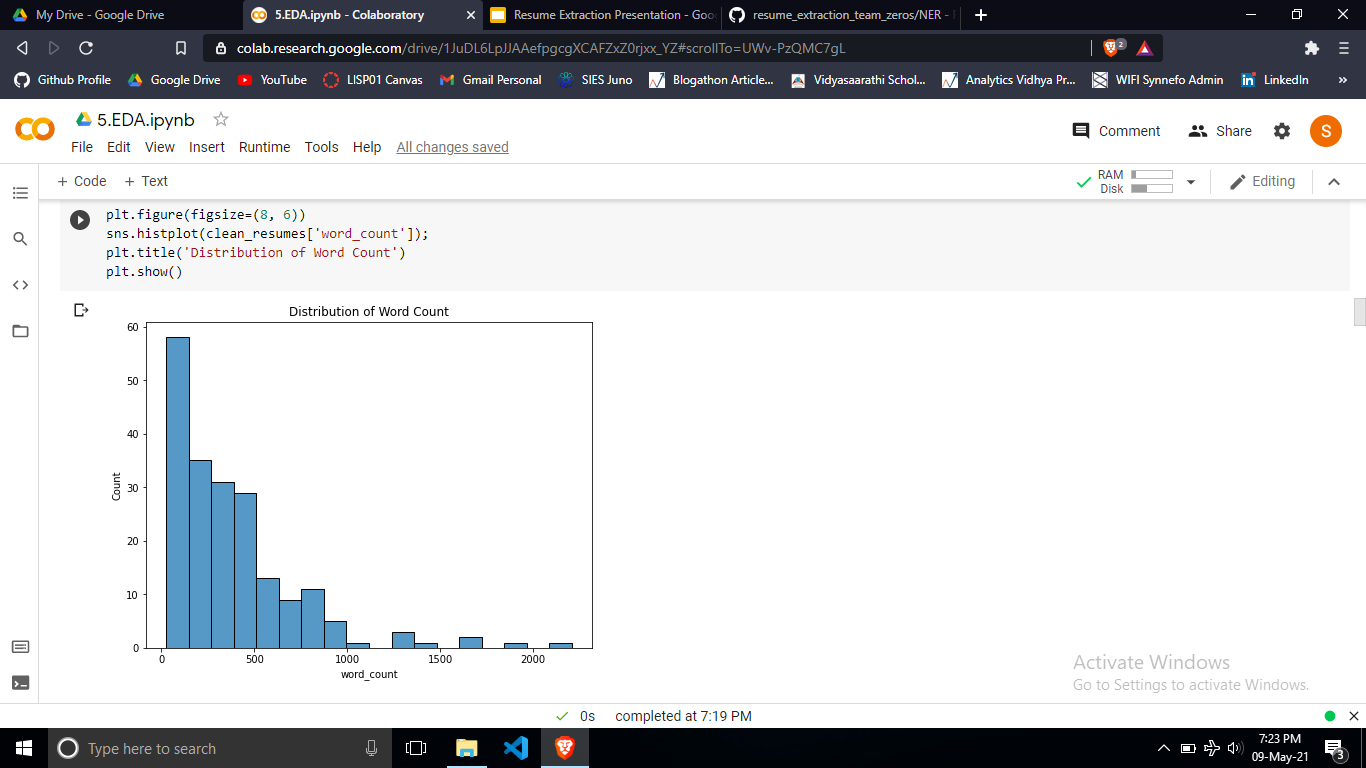 My Drive - Google Drive
5.EDA.ipynb - Colaboratory
Resume Extraction Presentation - Goo
resume_extraction_team_zeros/NER -
colab.research.google.com/drive/1JuDL6LpJJAAefpgcgXCAFZxZ0rjxx_YZ#scrollTo=UWv-PzQMC7gL
2
Github Profile
Google Drive
YouTube
LISP01 Canvas
Gmail Personal
SIES Juno
Blogathon Article...
Vidyasaarathi Schol...
Analytics Vidhya Pr...
WIFI Synnefo Admin
LinkedIn
»
5.EDA.ipynb
Comment
Share
S
File Edit View Insert Runtime Tools Help All changes saved
+ Code + Text
RAM
Disk
Editing
plt.figure(figsize=(8, 6))
sns.histplot(clean_resumes['word_count']);
plt.title('Distribution of Word Count')
plt.show()
Distribution of Word Count
60
50
40
30
20
10
0
Count
0 500 1000 1500 2000
word_count
Activate Windows
Go to Settings to activate Windows.
0s completed at 7:19 PM
Type here to search
7:23 PM
09-May-21
3